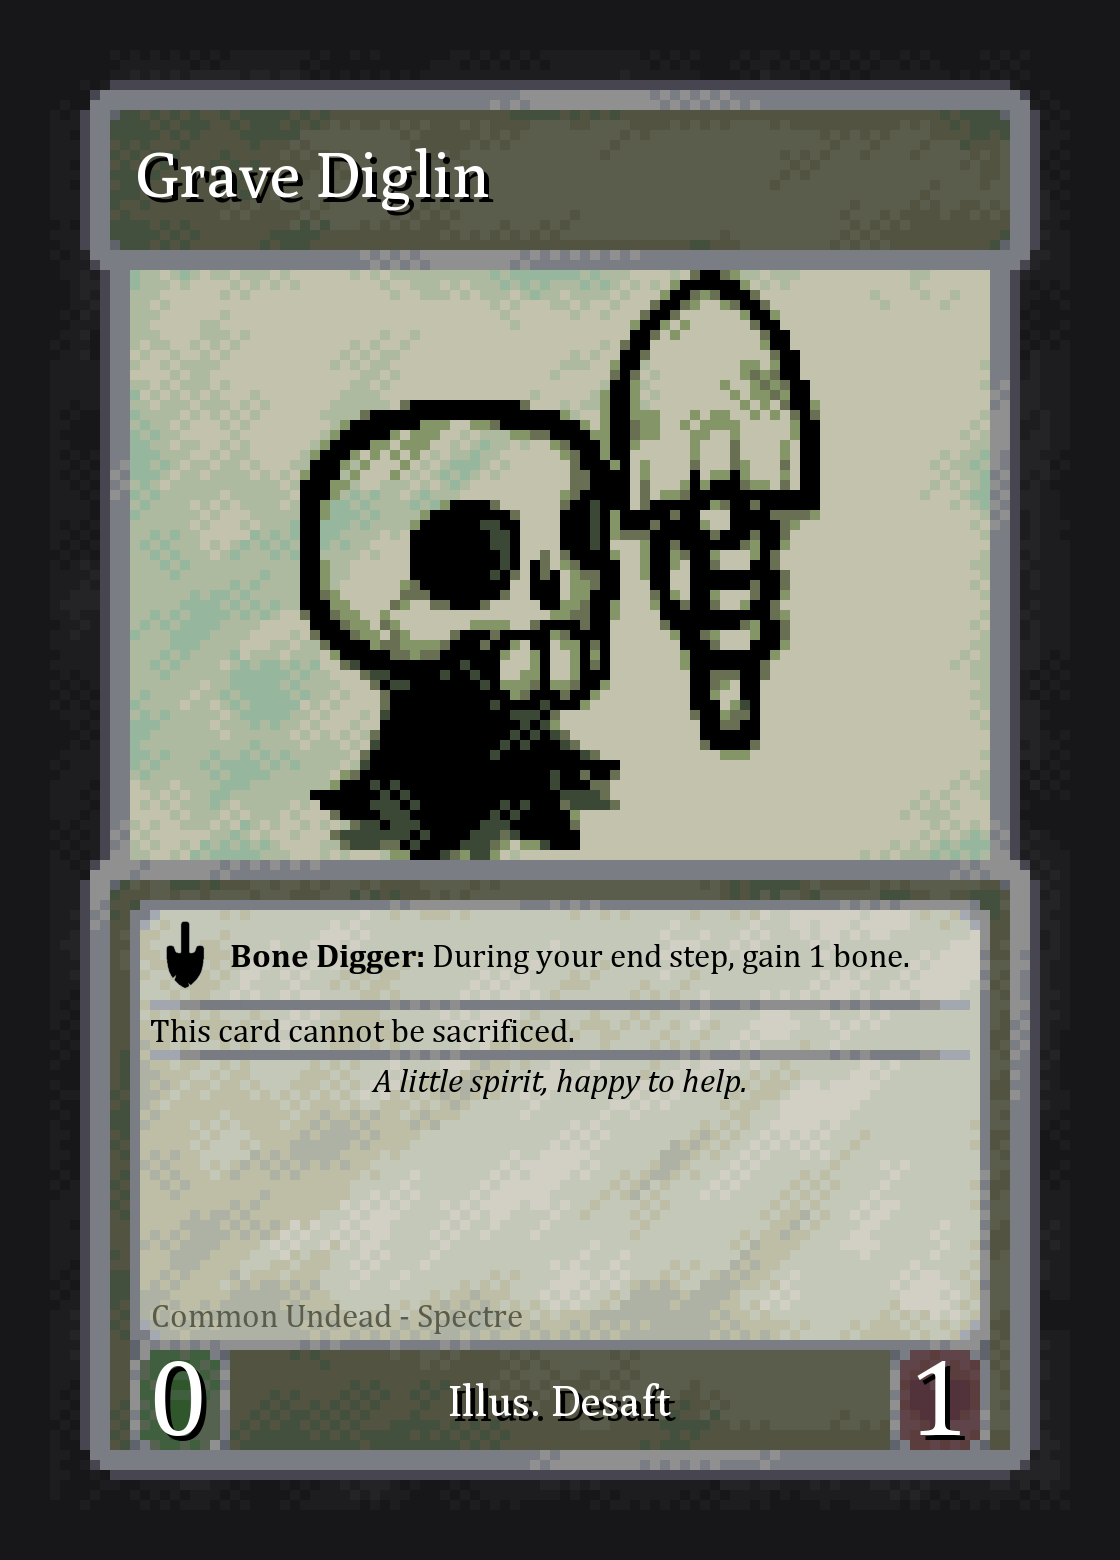 Grave Diglin
Bone Digger: During your end step, gain 1 bone.
This card cannot be sacrificed.
A little spirit, happy to help.
Common Undead - Spectre
0
Illus. Desaft
1